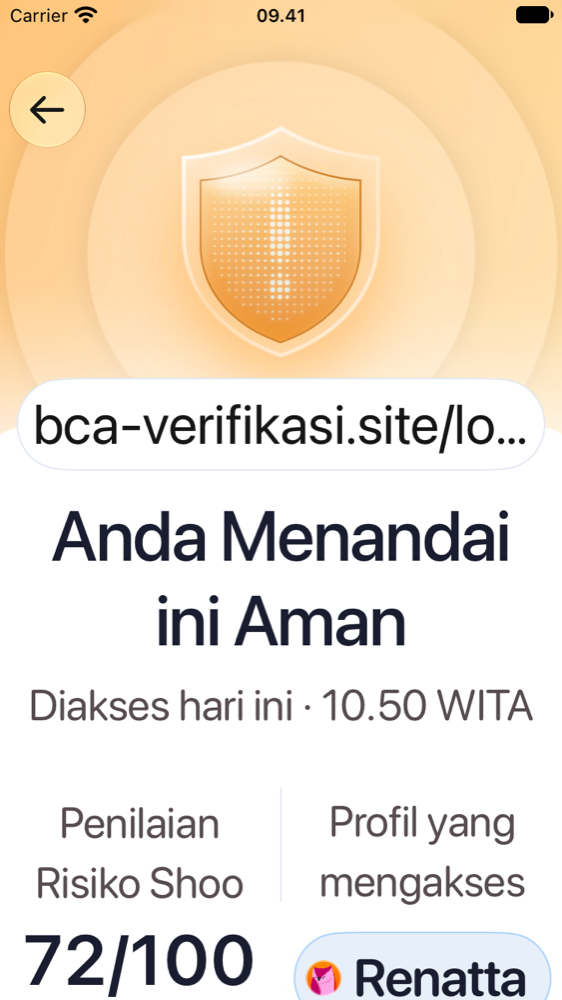 Carrier
09.41
bca-verifikasi.site/lo...
Anda Menandai
ini Aman
Diakses hari ini · 10.50 WITA
Penilaian
Risiko Shoo
72/100
Profil yang
mengakses
Renatta